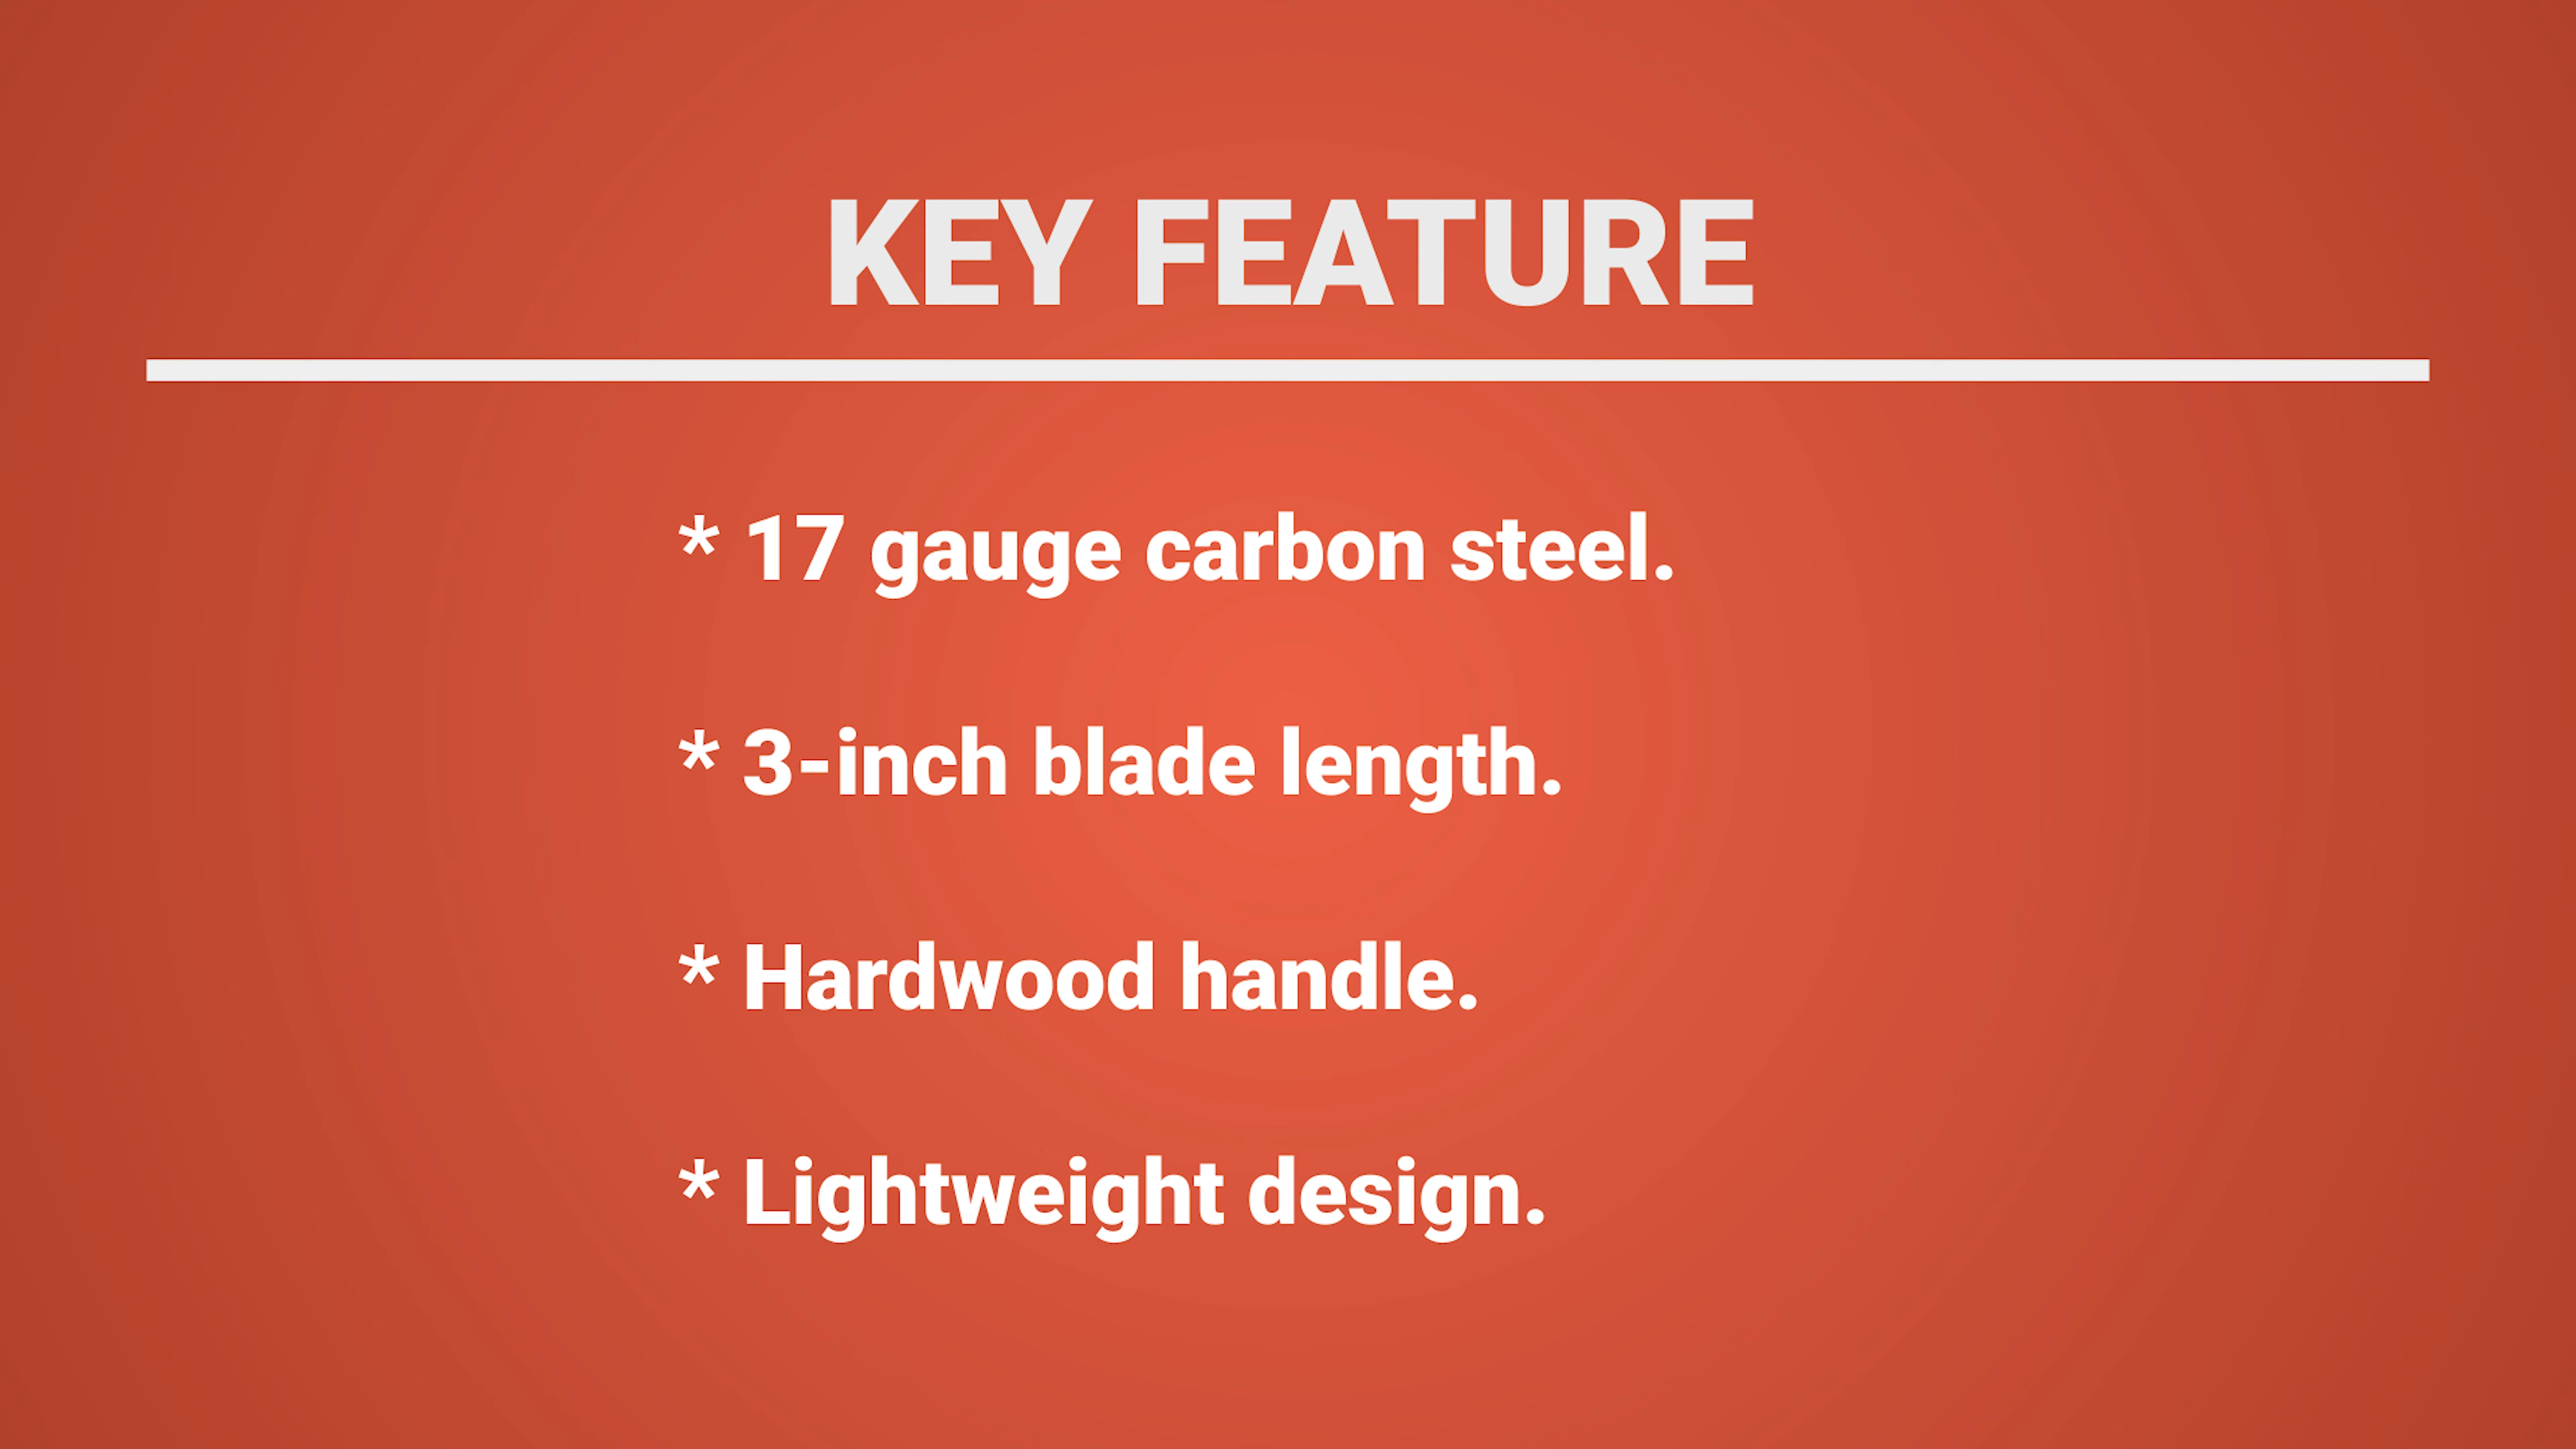 KEY FEATURE
* 17 gauge carbon steel.
* 3-inch blade length.
* Hardwood handle.
* Lightweight design.